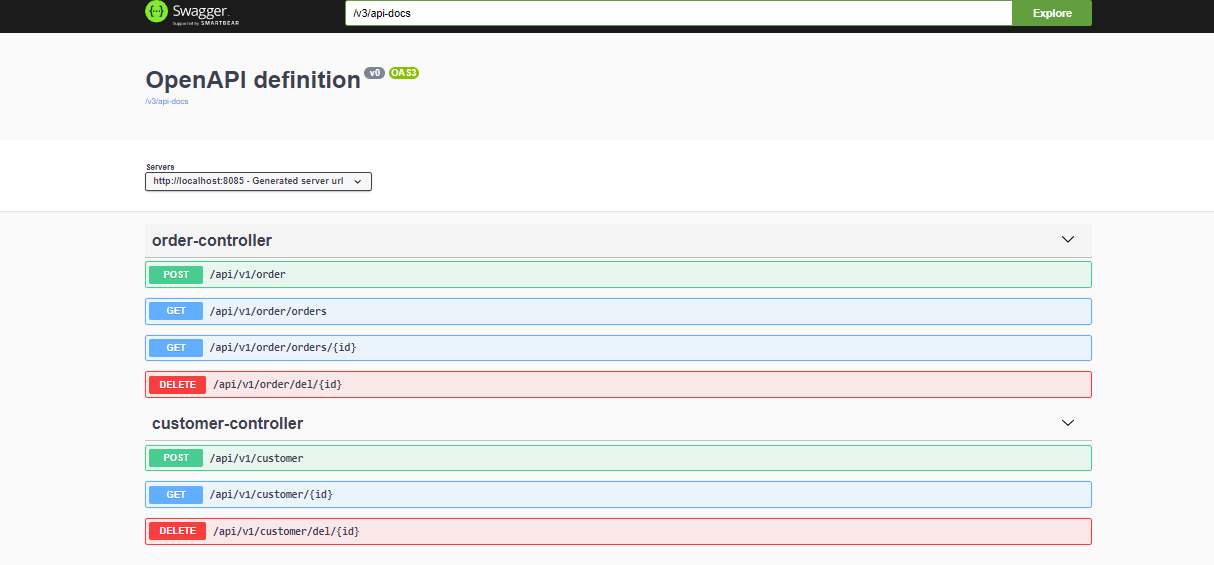 Swagger.
Supported by SMARTBEAR
/v3/api-docs
Explore
OpenAPI definition v0 OAS3
/v3/api-docs
Servers
http://localhost:8085 - Generated server url
order-controller
POST /api/v1/order
GET /api/v1/order/orders
GET /api/v1/order/orders/{id}
DELETE /api/v1/order/del/{id}
customer-controller
POST /api/v1/customer
GET /api/v1/customer/{id}
DELETE /api/v1/customer/del/{id}